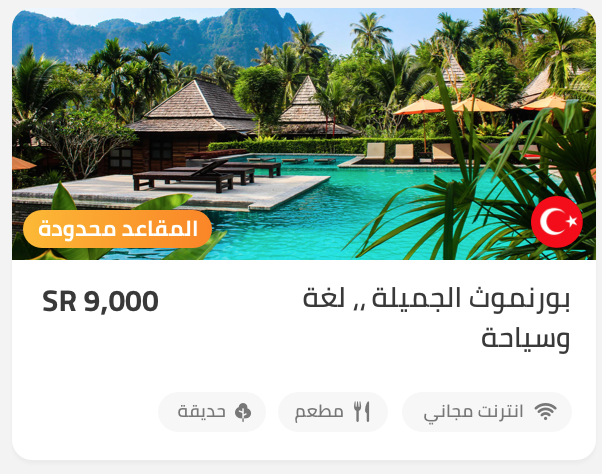 المقاعد محدودة
بورنموث الجميلة ,, لغة
وسياحة
SR 9,000
انترنت مجاني
مطعم
حديقة